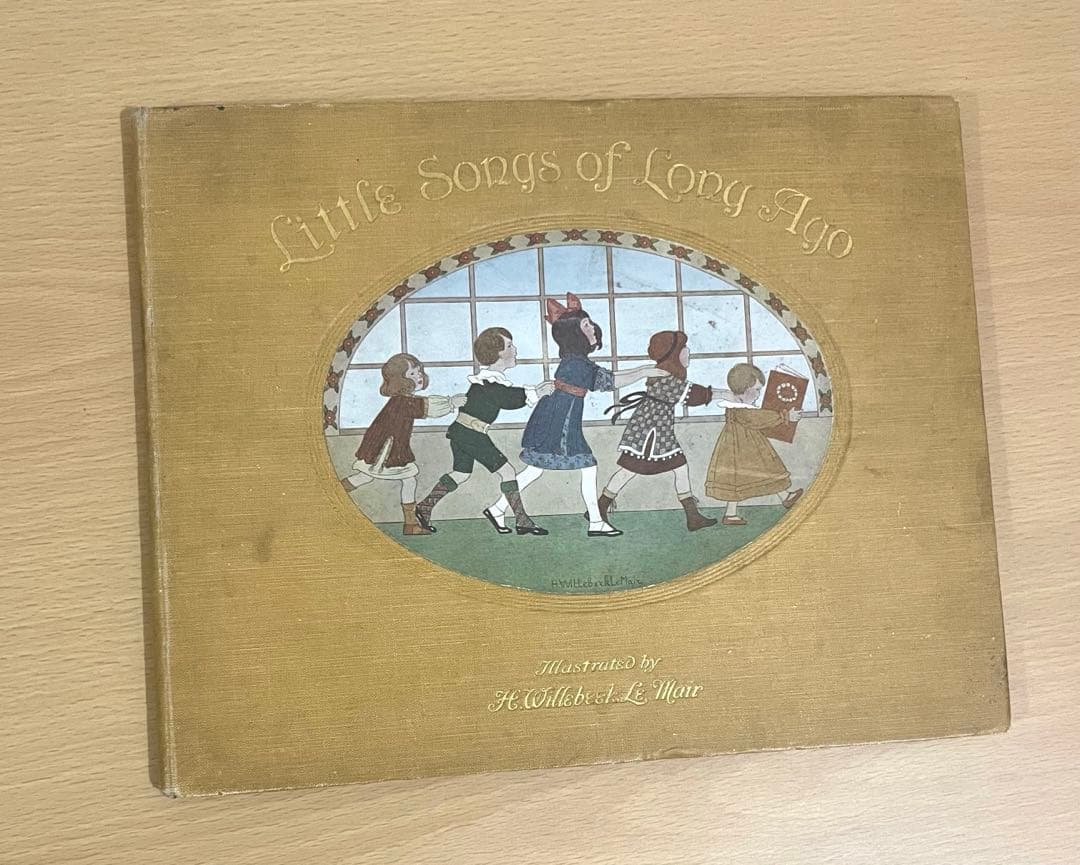 Little Songs of Long Ago
H. Willebeek Le Mair
Illustrated by
H. Willebeek Le Mair